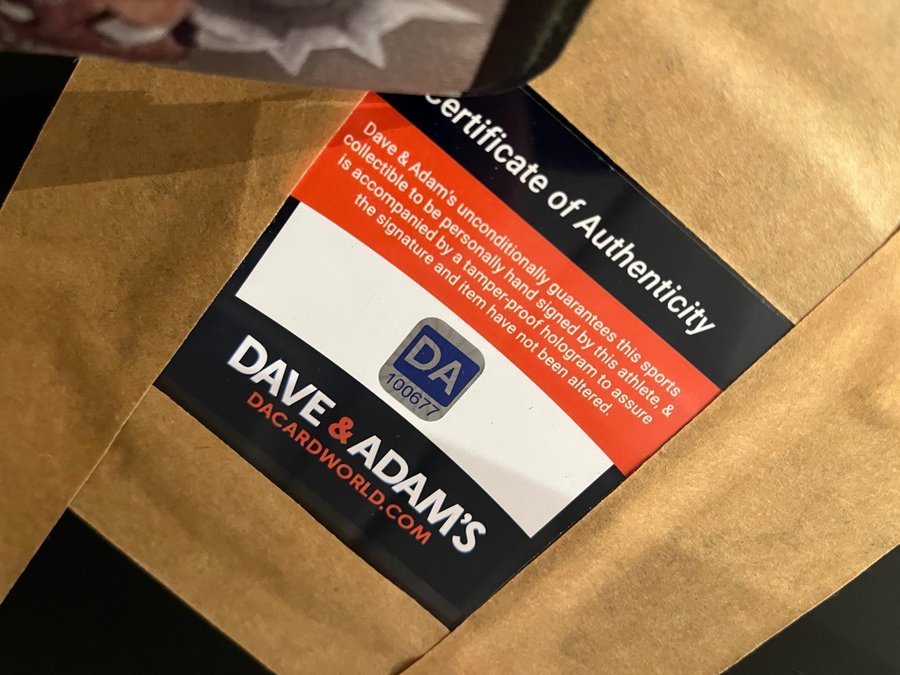 Certificate of Authenticity
Dave & Adam's unconditionally guarantees this sports
collectible to be personally hand signed by this athlete, &
is accompanied by a tamper-proof hologram to assure
the signature and item have not been altered.
DA
100677
DAVE & ADAM'S
DACARDWORLD.COM